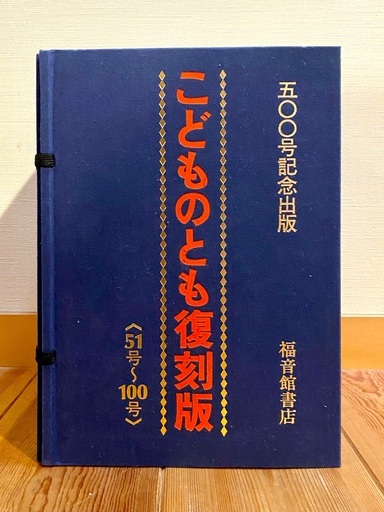 五〇〇号記念出版
こどものとも復刻版
《51号〜100号》
福音館書店